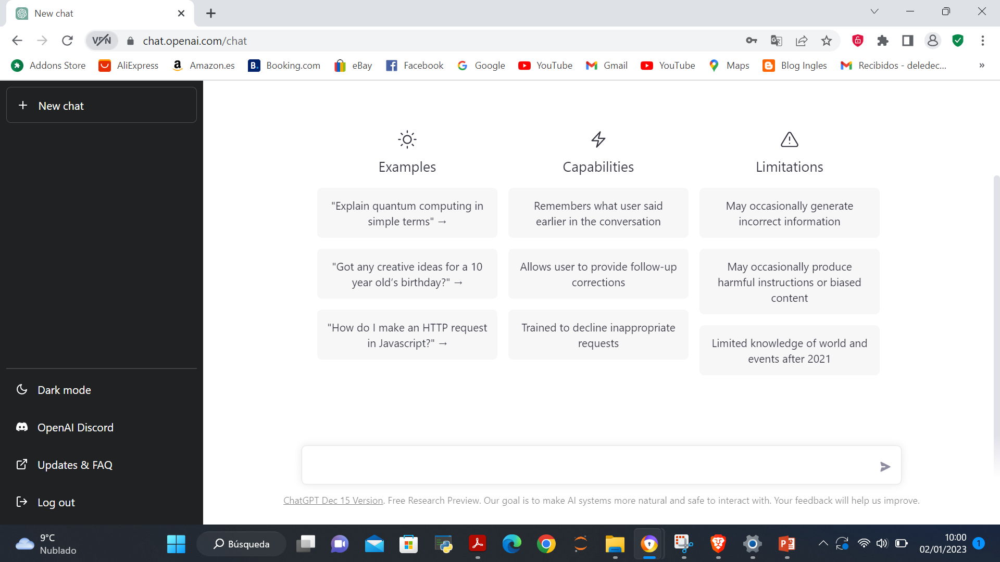 New chat
VPN
chat.openai.com/chat
Addons Store
AliExpress
Amazon.es
Booking.com
eBay
Facebook
Google
YouTube
Gmail
YouTube
Maps
Blog Ingles
Recibidos - deledec...
New chat
Dark mode
OpenAI Discord
Updates & FAQ
Log out
Examples
"Explain quantum computing in
simple terms" →
"Got any creative ideas for a 10
year old's birthday?" →
"How do I make an HTTP request
in Javascript?" →
Capabilities
Remembers what user said
earlier in the conversation
Allows user to provide follow-up
corrections
Trained to decline inappropriate
requests
Limitations
May occasionally generate
incorrect information
May occasionally produce
harmful instructions or biased
content
Limited knowledge of world and
events after 2021
ChatGPT Dec 15 Version. Free Research Preview. Our goal is to make AI systems more natural and safe to interact with. Your feedback will help us improve.
9°C
Nublado
Búsqueda
10:00
02/01/2023
1